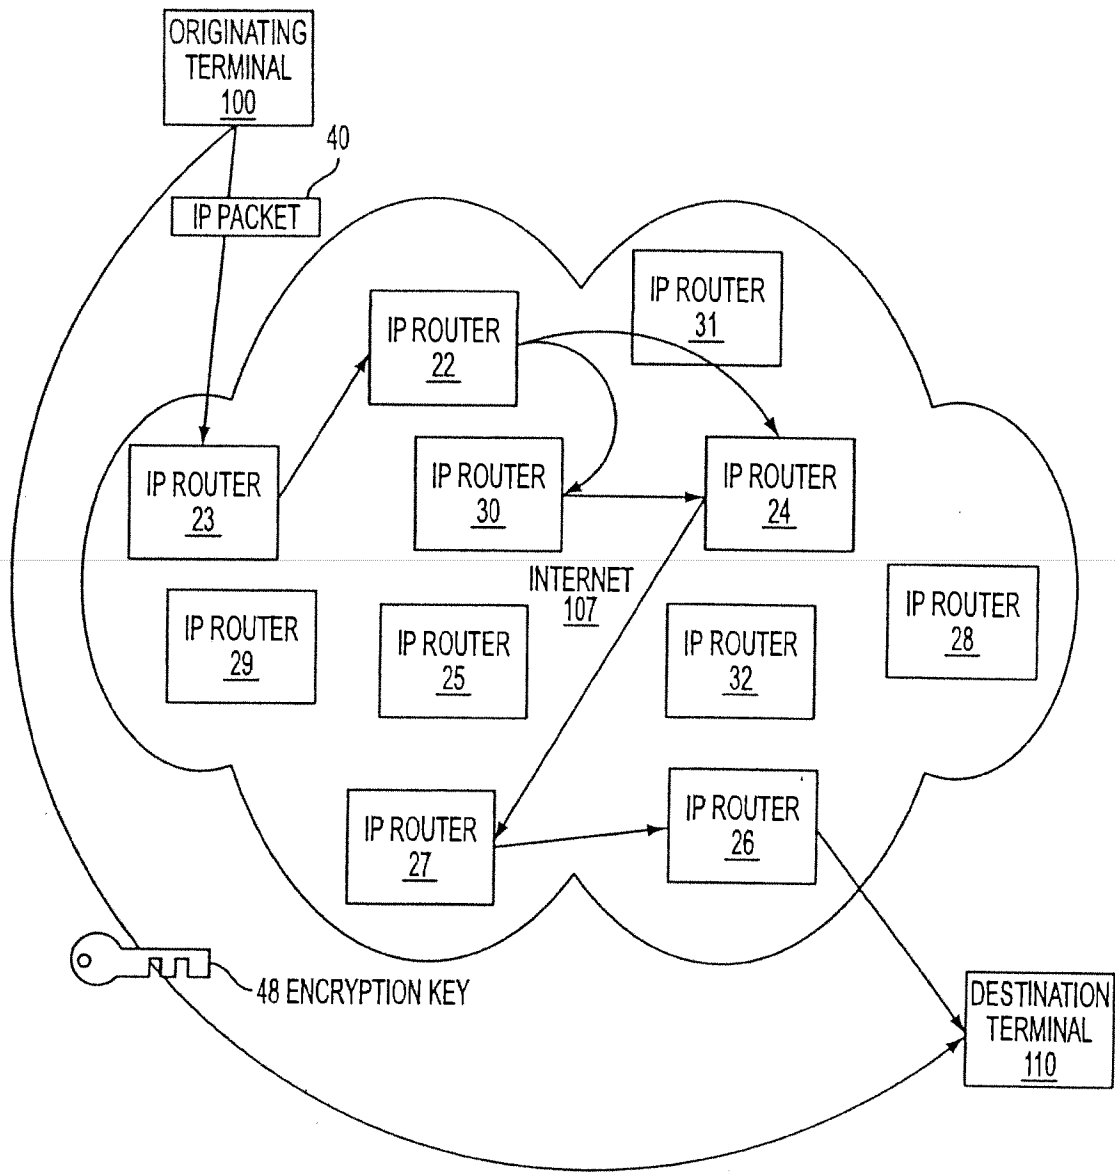 ORIGINATING
TERMINAL
100
40
IP PACKET
IP ROUTER
31
IP ROUTER
22
IP ROUTER
23
IP ROUTER
30
IP ROUTER
24
INTERNET
107
IP ROUTER
28
IP ROUTER
29
IP ROUTER
25
IP ROUTER
32
IP ROUTER
27
IP ROUTER
26
48 ENCRYPTION KEY
DESTINATION
TERMINAL
110